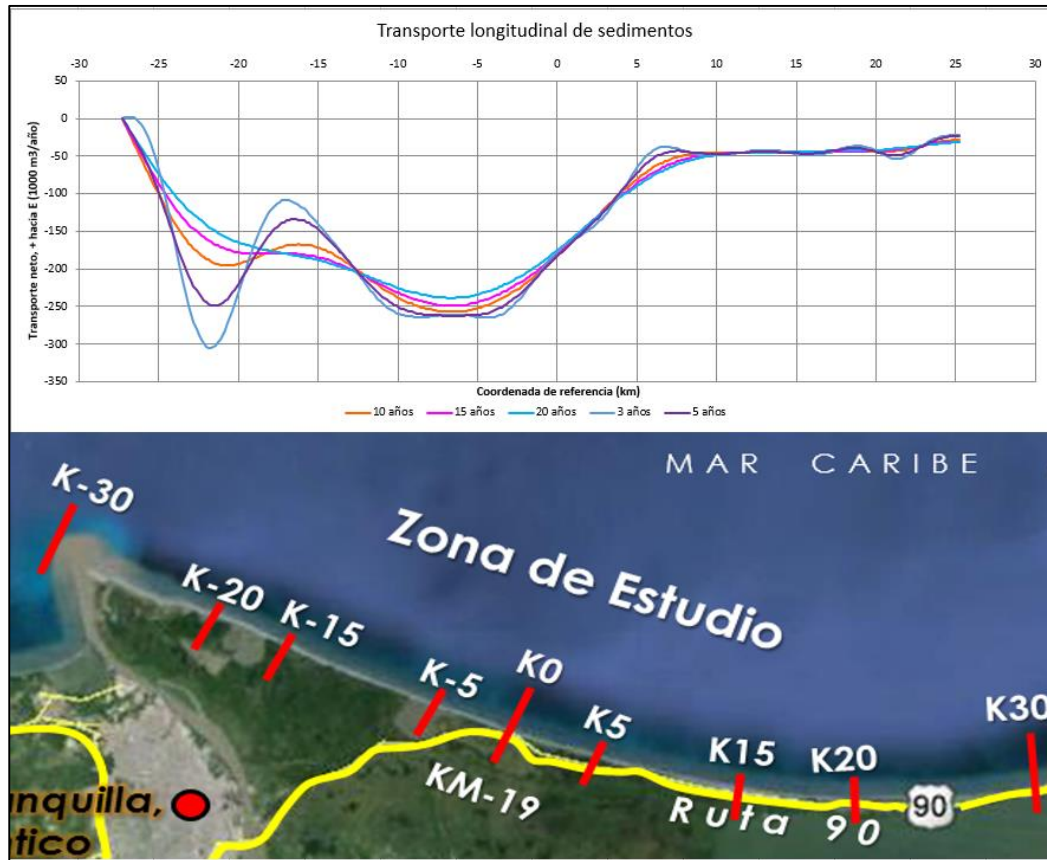 Transporte longitudinal de sedimentos
-30 -25 -20 -15 -10 -5 0 5 10 15 20 25 30
50
0
-50
-100
-150
-200
-250
-300
-350
Transporte neto, + hacia E (1000 m3/año)
Coordenada de referencia (km)
10 años 15 años 20 años 3 años 5 años
MAR CARIBE
K-30
Zona de Estudio
K-20
K-15
K-5
K0
K5
K15
K20
K30
KM-19
Ruta 90
90
nquilla,
tico